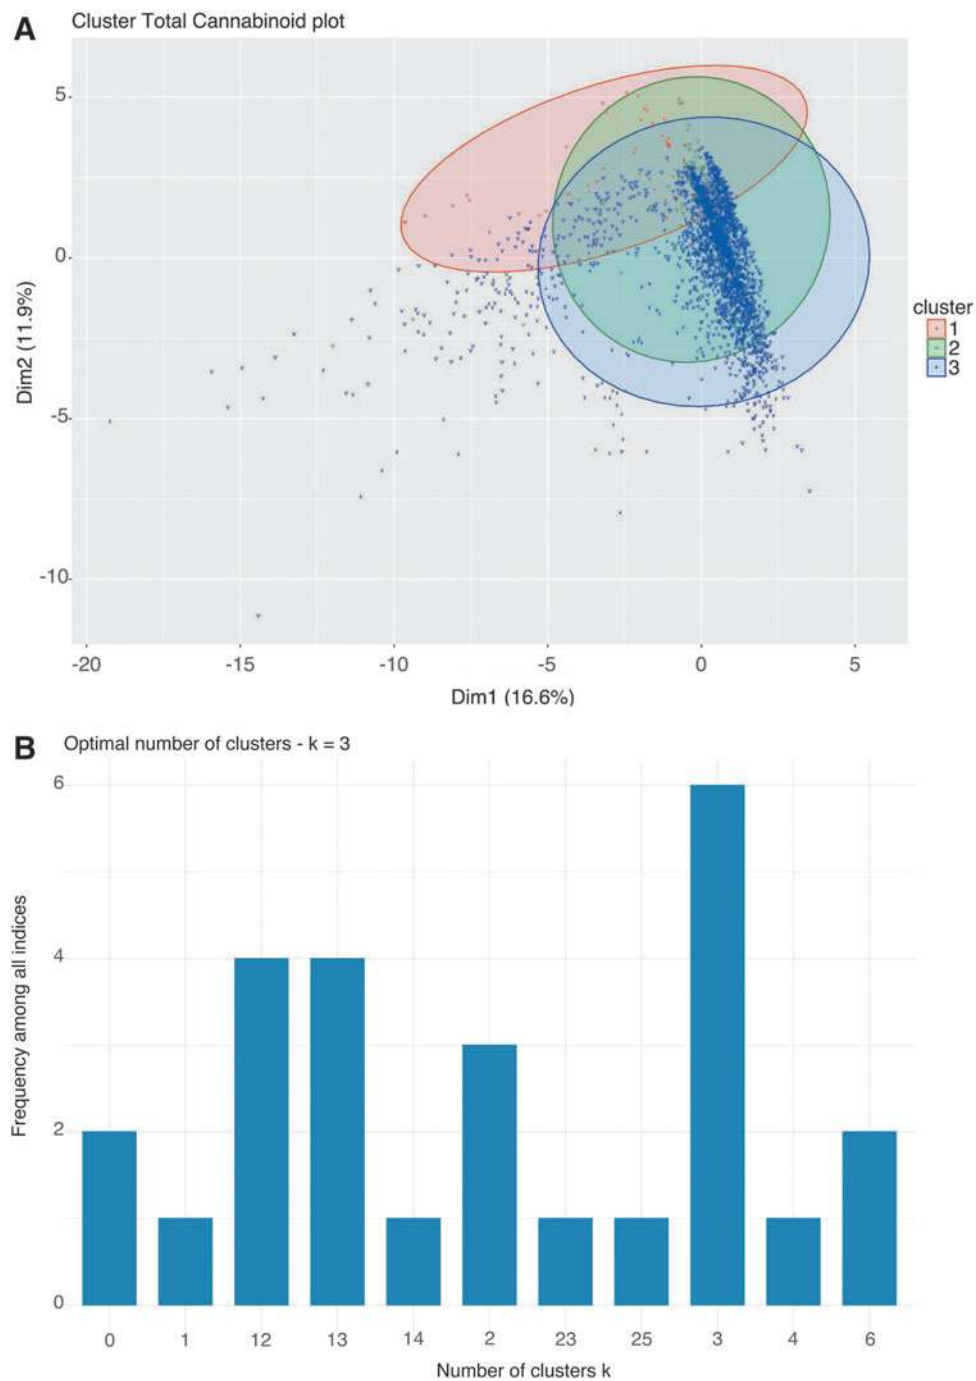 A
Cluster Total Cannabinoid plot
5
0
-5
-10
Dim2 (11.9%)
-20 -15 -10 -5 0 5
Dim1 (16.6%)
cluster
1
2
3
B
Optimal number of clusters - k = 3
6
4
2
0
Frequency among all indices
0 1 12 13 14 2 23 25 3 4 6
Number of clusters k